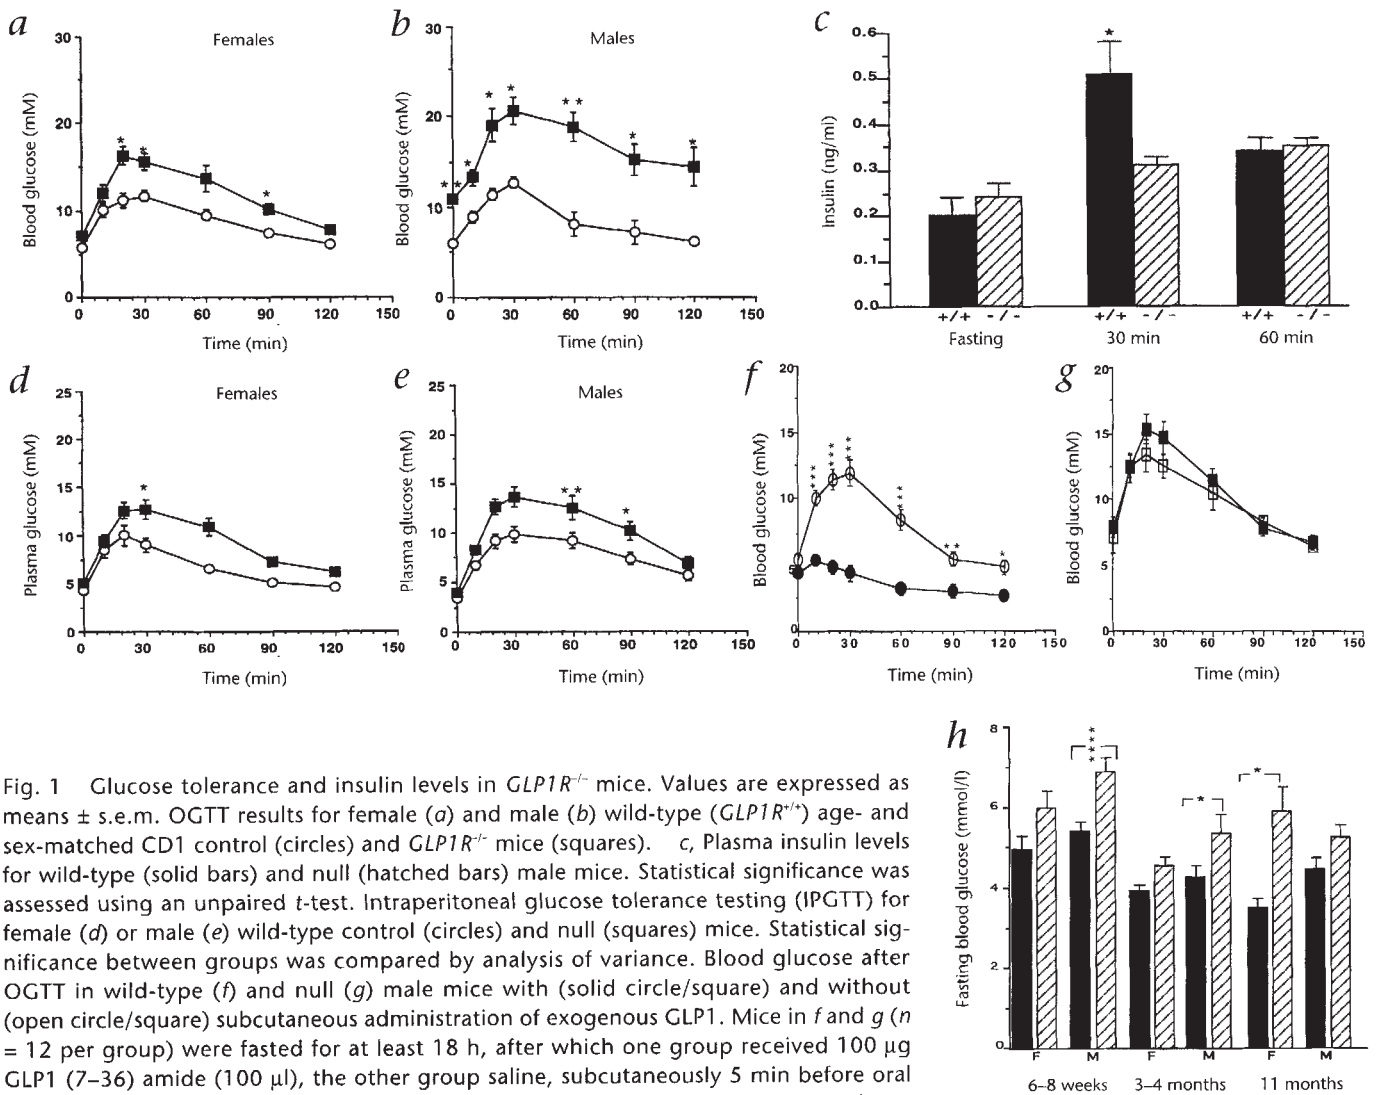 a
Females
30
20
10
0
0 30 60 90 120 150
Blood glucose (mM)
Time (min)
b
Males
30
20
10
0
0 30 60 90 120 150
Blood glucose (mM)
Time (min)
c
0.6
0.5
0.4
0.3
0.2
0.1
0.0
Insulin (ng/ml)
+/+ -/- +/+ -/- +/+ -/-
Fasting 30 min 60 min
d
Females
25
20
15
10
5
0
0 30 60 90 120 150
Plasma glucose (mM)
Time (min)
e
Males
25
20
15
10
5
0
0 30 60 90 120 150
Plasma glucose (mM)
Time (min)
f
20
15
10
5
0
0 30 60 90 120 150
Blood glucose (mM)
Time (min)
g
20
15
10
5
0
0 30 60 90 120 150
Blood glucose (mM)
Time (min)
h
8
6
4
2
0
Fasting blood glucose (mmol/l)
F M F M F M
6–8 weeks 3–4 months 11 months
Fig. 1 Glucose tolerance and insulin levels in GLP1R-/- mice. Values are expressed as
means ± s.e.m. OGTT results for female (a) and male (b) wild-type (GLP1R+/+) age- and
sex-matched CD1 control (circles) and GLP1R-/- mice (squares). c, Plasma insulin levels
for wild-type (solid bars) and null (hatched bars) male mice. Statistical significance was
assessed using an unpaired t-test. Intraperitoneal glucose tolerance testing (IPGTT) for
female (d) or male (e) wild-type control (circles) and null (squares) mice. Statistical sig-
nificance between groups was compared by analysis of variance. Blood glucose after
OGTT in wild-type (f) and null (g) male mice with (solid circle/square) and without
(open circle/square) subcutaneous administration of exogenous GLP1. Mice in f and g (n
= 12 per group) were fasted for at least 18 h, after which one group received 100 μg
GLP1 (7–36) amide (100 μl), the other group saline, subcutaneously 5 min before oral